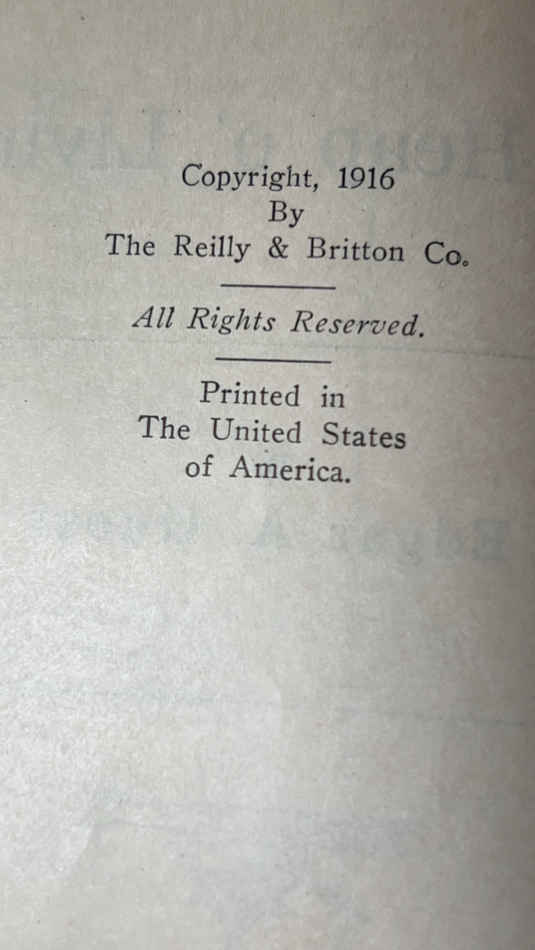 Copyright, 1916
By
The Reilly & Britton Co.
All Rights Reserved.
Printed in
The United States
of America.